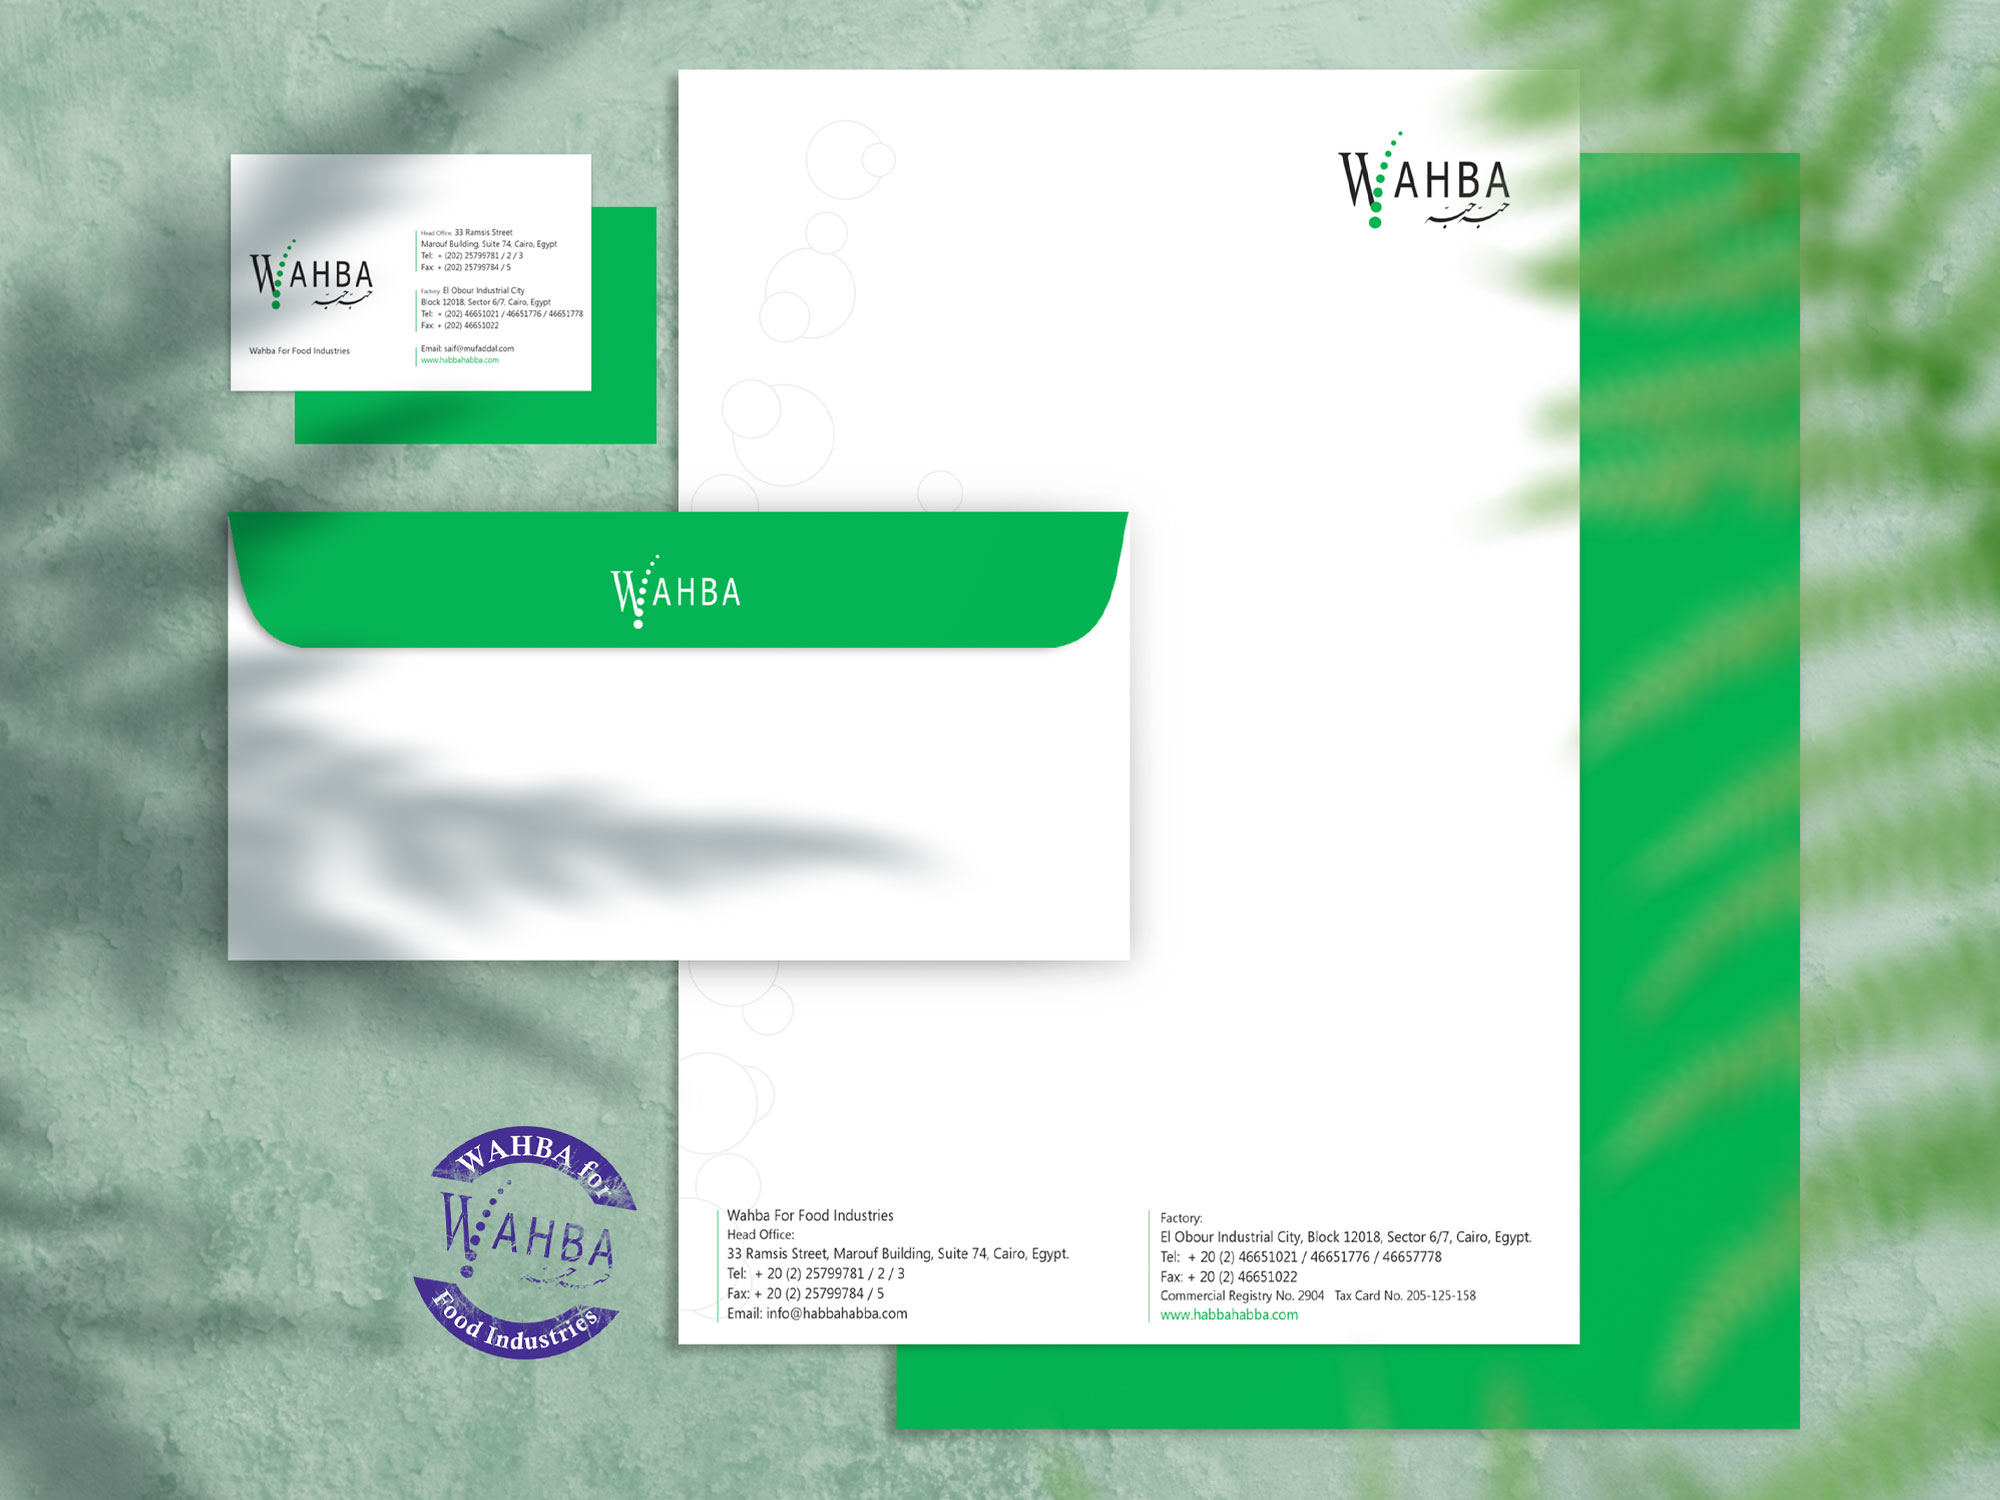 WAHBA
حبّه حبّه
Wahba For Food Industries
Head Office: 33 Ramsis Street
Marouf Building, Suite 74, Cairo, Egypt
Tel: + (202) 25799781 / 2 / 3
Fax: + (202) 25799784 / 5
Factory: El Obour Industrial City
Block 12018, Sector 6/7, Cairo, Egypt
Tel: + (202) 46651021 / 46651776 / 46651778
Fax: + (202) 46651022
Email: saif@mufaddal.com
www.habbahabba.com
WAHBA
حبّه حبّه
WAHBA
WAHBA for
WAHBA
حبّه حبّه
Food Industries
Wahba For Food Industries
Head Office:
33 Ramsis Street, Marouf Building, Suite 74, Cairo, Egypt.
Tel: + 20 (2) 25799781 / 2 / 3
Fax: + 20 (2) 25799784 / 5
Email: info@habbahabba.com
Factory:
El Obour Industrial City, Block 12018, Sector 6/7, Cairo, Egypt.
Tel: + 20 (2) 46651021 / 46651776 / 46657778
Fax: + 20 (2) 46651022
Commercial Registry No. 2904 Tax Card No. 205-125-158
www.habbahabba.com